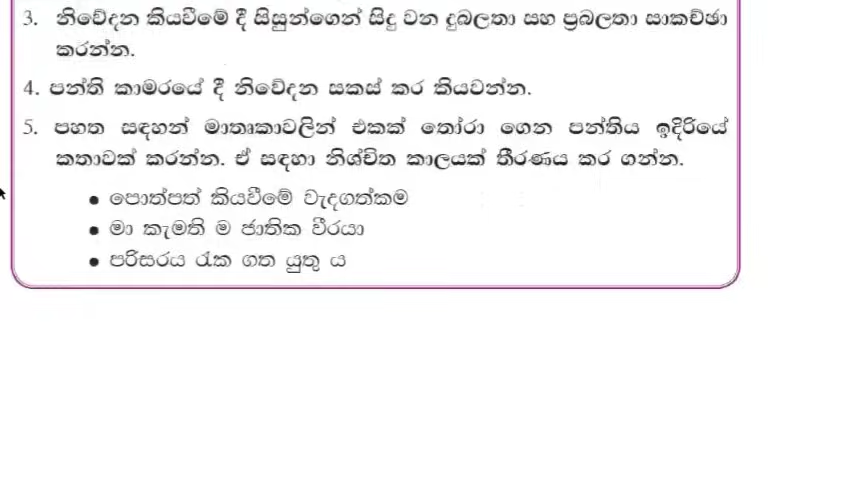 3. නිවේදන කියවීමේ දී සිසුන්ගෙන් සිදු වන දුබලතා සහ ප්‍රබලතා සාකච්ඡා
කරන්න.
4. පන්ති කාමරයේ දී නිවේදන සකස් කර කියවන්න.
5. පහත සඳහන් මාතෘකාවලින් එකක් තෝරා ගෙන පන්තිය ඉදිරියේ
කතාවක් කරන්න. ඒ සඳහා නිශ්චිත කාලයක් තීරණය කර ගන්න.
• පොත්පත් කියවීමේ වැදගත්කම
• මා කැමති ම ජාතික වීරයා
• පරිසරය රැක ගත යුතු ය